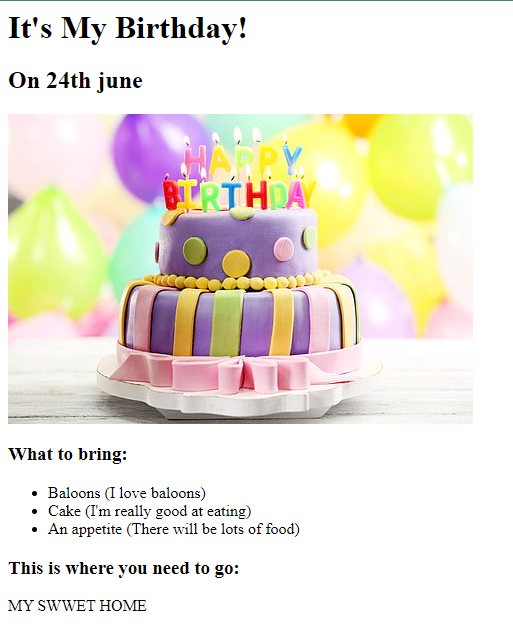 It's My Birthday!
On 24th june
HAPPY
BIRTHDAY
What to bring:
Baloons (I love baloons)
Cake (I'm really good at eating)
An appetite (There will be lots of food)
This is where you need to go:
MY SWWET HOME